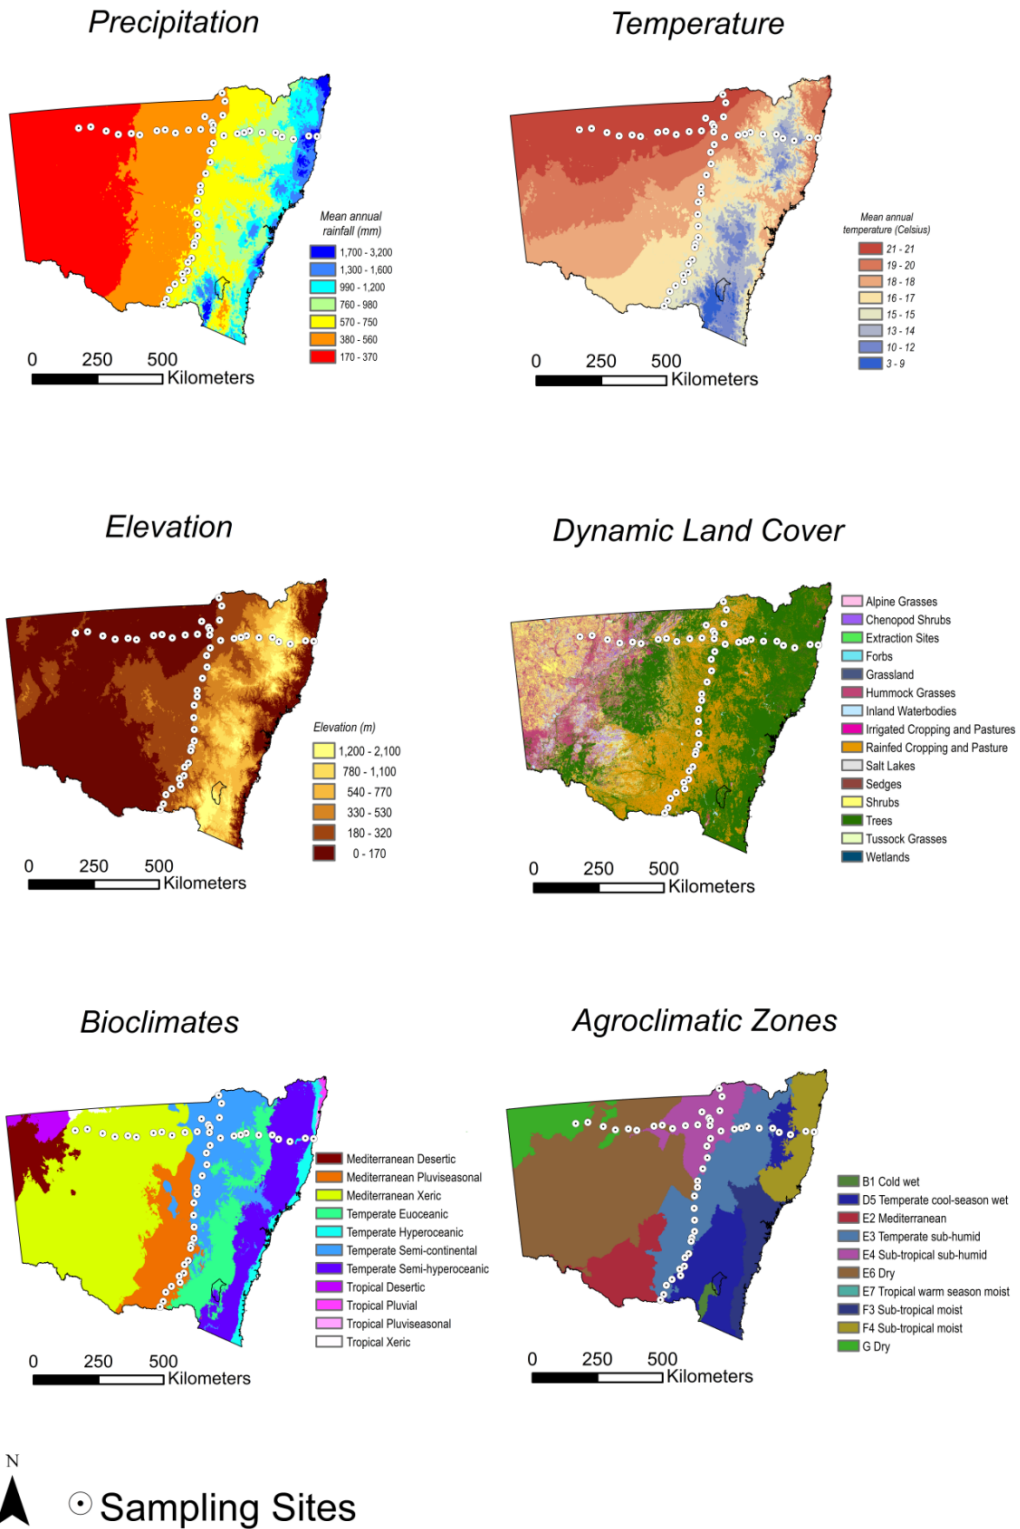 Precipitation
Temperature
Mean annual
rainfall (mm)
1,700 - 3,200
1,300 - 1,600
990 - 1,200
760 - 980
570 - 750
380 - 560
170 - 370
0 250 500
Kilometers
Mean annual
temperature (Celsius)
21 - 21
19 - 20
18 - 18
16 - 17
15 - 15
13 - 14
10 - 12
3 - 9
0 250 500
Kilometers
Elevation
Dynamic Land Cover
Elevation (m)
1,200 - 2,100
780 - 1,100
540 - 770
330 - 530
180 - 320
0 - 170
0 250 500
Kilometers
Alpine Grasses
Chenopod Shrubs
Extraction Sites
Forbs
Grassland
Hummock Grasses
Inland Waterbodies
Irrigated Cropping and Pastures
Rainfed Cropping and Pasture
Salt Lakes
Sedges
Shrubs
Trees
Tussock Grasses
Wetlands
0 250 500
Kilometers
Bioclimates
Agroclimatic Zones
Mediterranean Desertic
Mediterranean Pluviseasonal
Mediterranean Xeric
Temperate Euoceanic
Temperate Hyperoceanic
Temperate Semi-continental
Temperate Semi-hyperoceanic
Tropical Desertic
Tropical Pluvial
Tropical Pluviseasonal
Tropical Xeric
0 250 500
Kilometers
B1 Cold wet
D5 Temperate cool-season wet
E2 Mediterranean
E3 Temperate sub-humid
E4 Sub-tropical sub-humid
E6 Dry
E7 Tropical warm season moist
F3 Sub-tropical moist
F4 Sub-tropical moist
G Dry
0 250 500
Kilometers
N
Sampling Sites